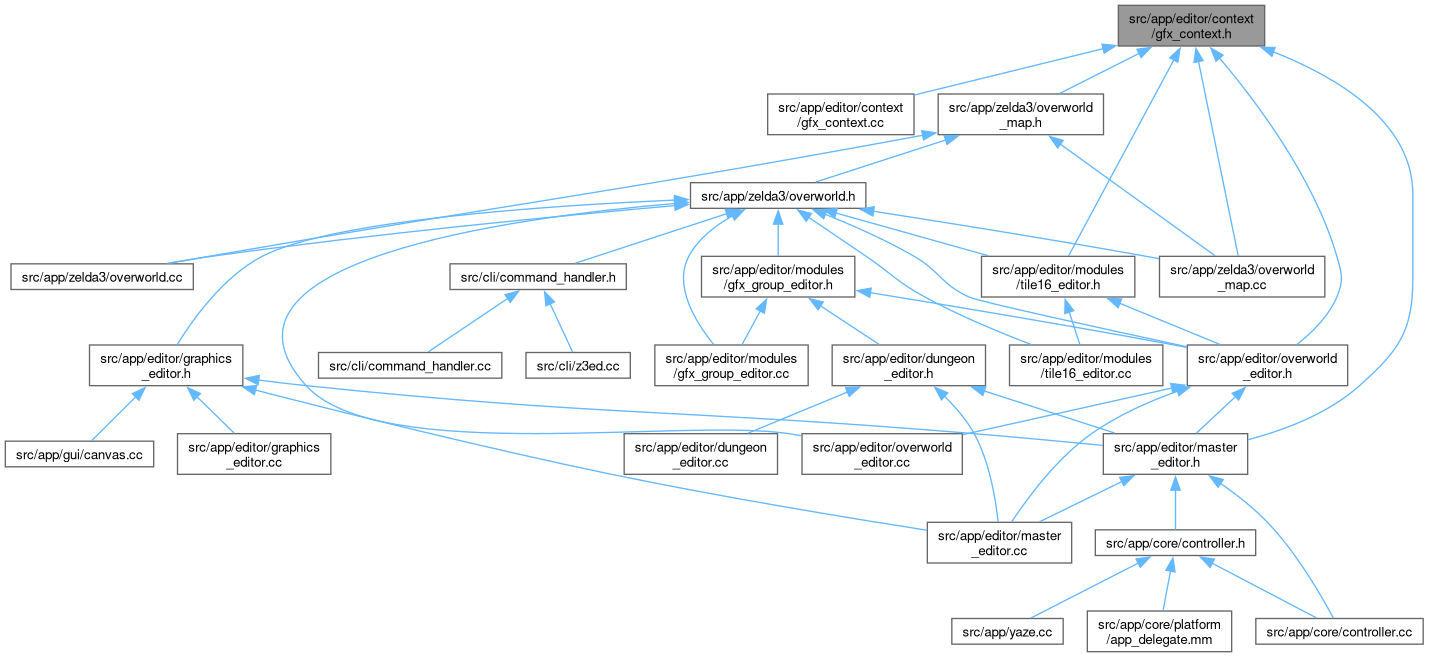 src/app/editor/context
/gfx_context.h
src/app/editor/context
/gfx_context.cc
src/app/zelda3/overworld
_map.h
src/app/zelda3/overworld.h
src/app/zelda3/overworld.cc
src/cli/command_handler.h
src/app/editor/modules
/gfx_group_editor.h
src/app/editor/modules
/tile16_editor.h
src/app/zelda3/overworld
_map.cc
src/app/editor/graphics
_editor.h
src/cli/command_handler.cc
src/cli/z3ed.cc
src/app/editor/modules
/gfx_group_editor.cc
src/app/editor/dungeon
_editor.h
src/app/editor/modules
/tile16_editor.cc
src/app/editor/overworld
_editor.h
src/app/gui/canvas.cc
src/app/editor/graphics
_editor.cc
src/app/editor/dungeon
_editor.cc
src/app/editor/overworld
_editor.cc
src/app/editor/master
_editor.h
src/app/editor/master
_editor.cc
src/app/core/controller.h
src/app/yaze.cc
src/app/core/platform
/app_delegate.mm
src/app/core/controller.cc